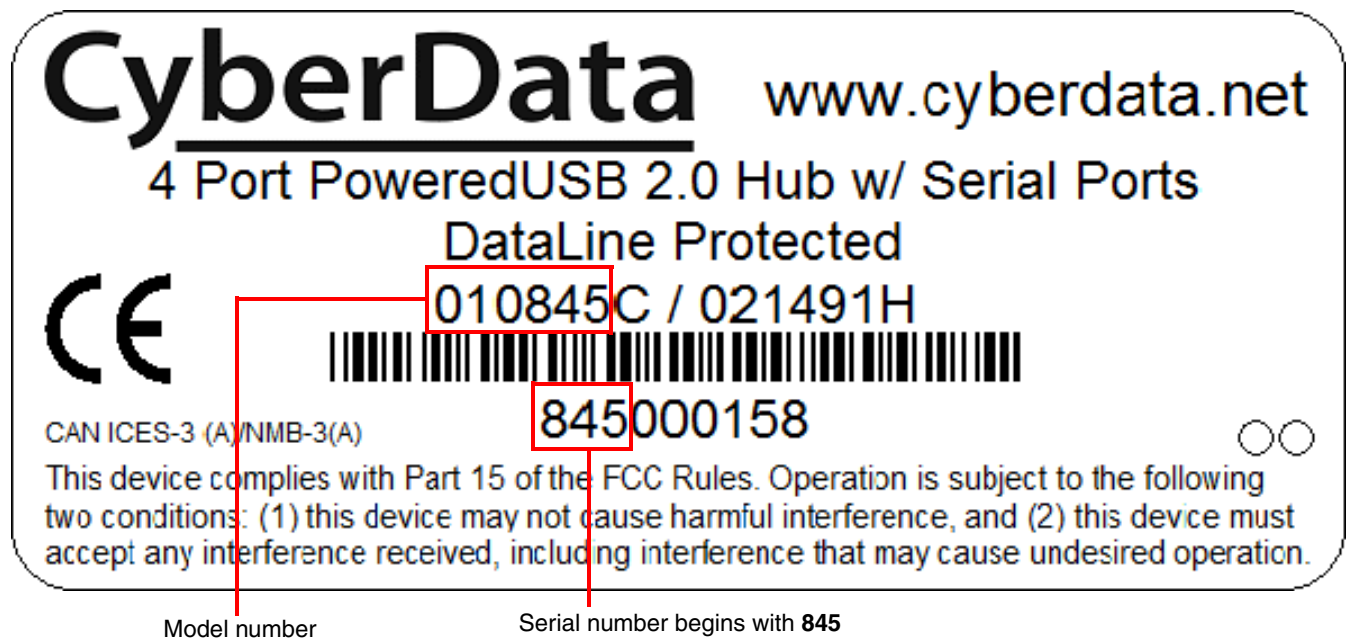 CyberData www.cyberdata.net
4 Port PoweredUSB 2.0 Hub w/ Serial Ports
DataLine Protected
010845C / 021491H
845000158
CAN ICES-3 (A)/NMB-3(A)
This device complies with Part 15 of the FCC Rules. Operation is subject to the following
two conditions: (1) this device may not cause harmful interference, and (2) this device must
accept any interference received, including interference that may cause undesired operation.
Model number
Serial number begins with 845